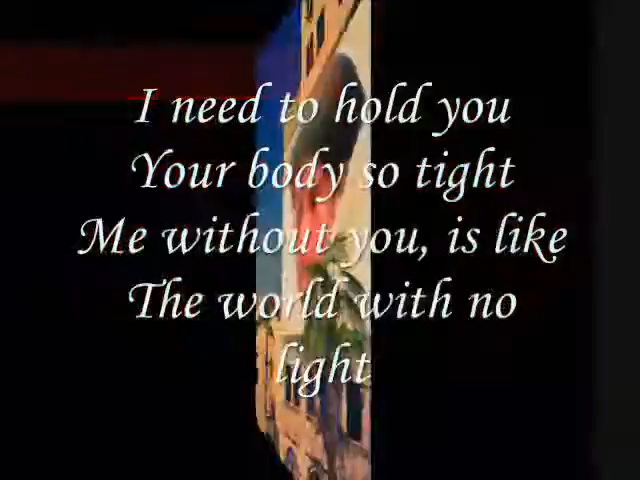 I need to hold you
Your body so tight
Me without you, is like
The world with no
light